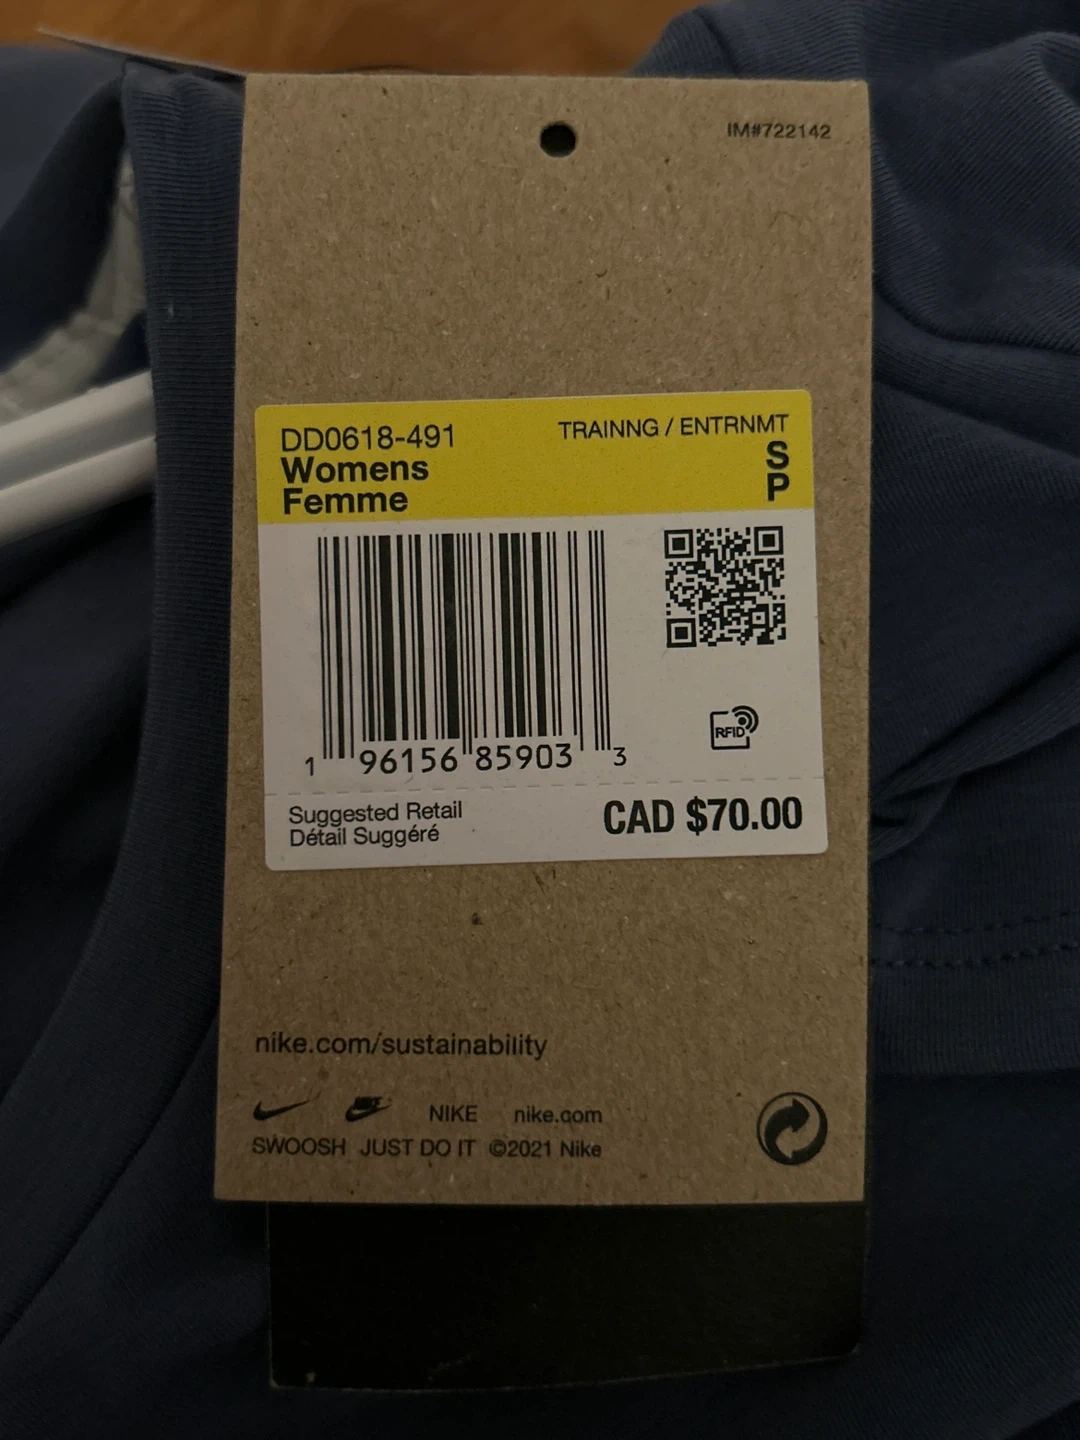 IM#722142
DD0618-491
TRAINNG / ENTRNMT
Womens
S
Femme
P
1 96156 85903 3
RFID
Suggested Retail
Détail Suggéré
CAD $70.00
nike.com/sustainability
NIKE nike.com
SWOOSH JUST DO IT ©2021 Nike